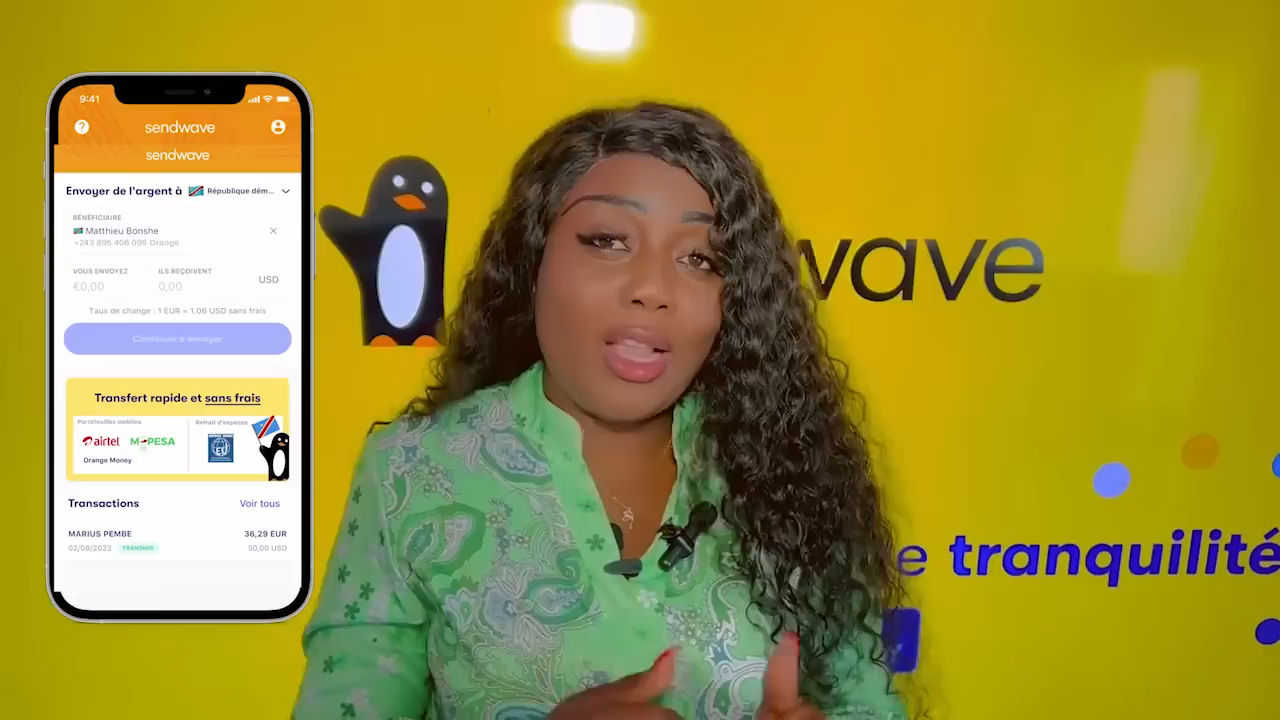 9:41
sendwave
sendwave
Envoyer de l'argent à République dém...
BÉNÉFICIAIRE
Matthieu Bonshe
+243 895 406 096 Orange
VOUS ENVOYEZ ILS REÇOIVENT
€0,00 0,00 USD
Taux de change : 1 EUR = 1,06 USD sans frais
Continuer à envoyer
Transfert rapide et sans frais
Portefeuilles mobiles Retrait d'espèces
airtel M-PESA
Orange Money
Transactions Voir tous
MARIUS PEMBE 36,29 EUR
02/08/2023 TRANSMIS 50,00 USD
wave
e tranquilité